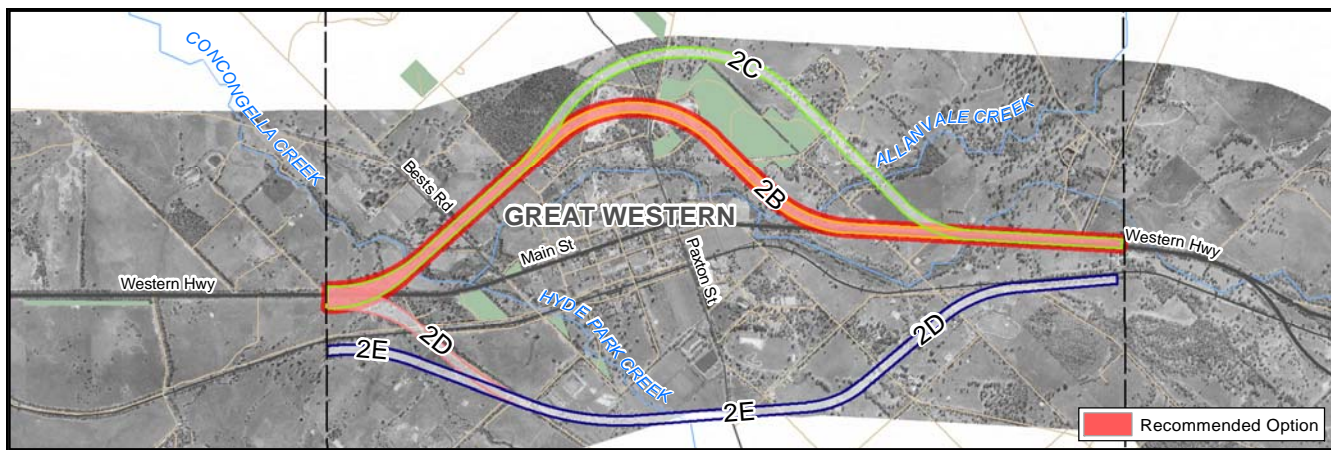 2C
CONCONGELLA CREEK
ALLANVALE CREEK
Bests Rd
2B
GREAT WESTERN
Main St
Western Hwy
Western Hwy
Paxton St
HYDE PARK CREEK
2D
2D
2E
2E
Recommended Option